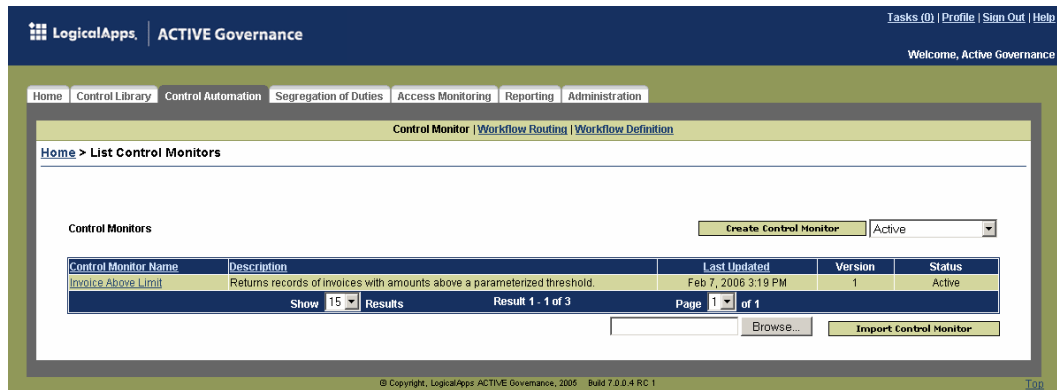 Tasks (0) | Profile | Sign Out | Help
LogicalApps. ACTIVE Governance
Welcome, Active Governance
Home Control Library Control Automation Segregation of Duties Access Monitoring Reporting Administration
Control Monitor | Workflow Routing | Workflow Definition
Home > List Control Monitors
Control Monitors Create Control Monitor Active
Control Monitor Name Description Last Updated Version Status
Invoice Above Limit Returns records of invoices with amounts above a parameterized threshold. Feb 7, 2006 3:19 PM 1 Active
Show 15 Results Result 1 - 1 of 3 Page 1 of 1
Browse... Import Control Monitor
© Copyright, LogicalApps ACTIVE Governance, 2005 Build 7.0.0.4 RC 1
Top